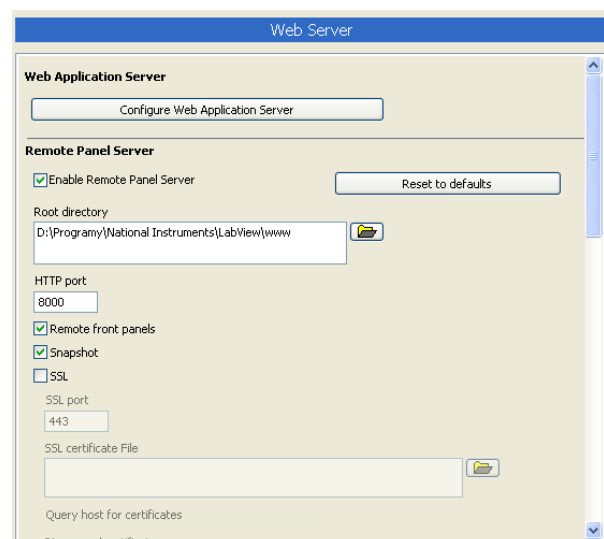 Web Server
Web Application Server
Configure Web Application Server
Remote Panel Server
Enable Remote Panel Server
Reset to defaults
Root directory
D:\Programy\National Instruments\LabView\www
HTTP port
8000
Remote front panels
Snapshot
SSL
SSL port
443
SSL certificate File
Query host for certificates